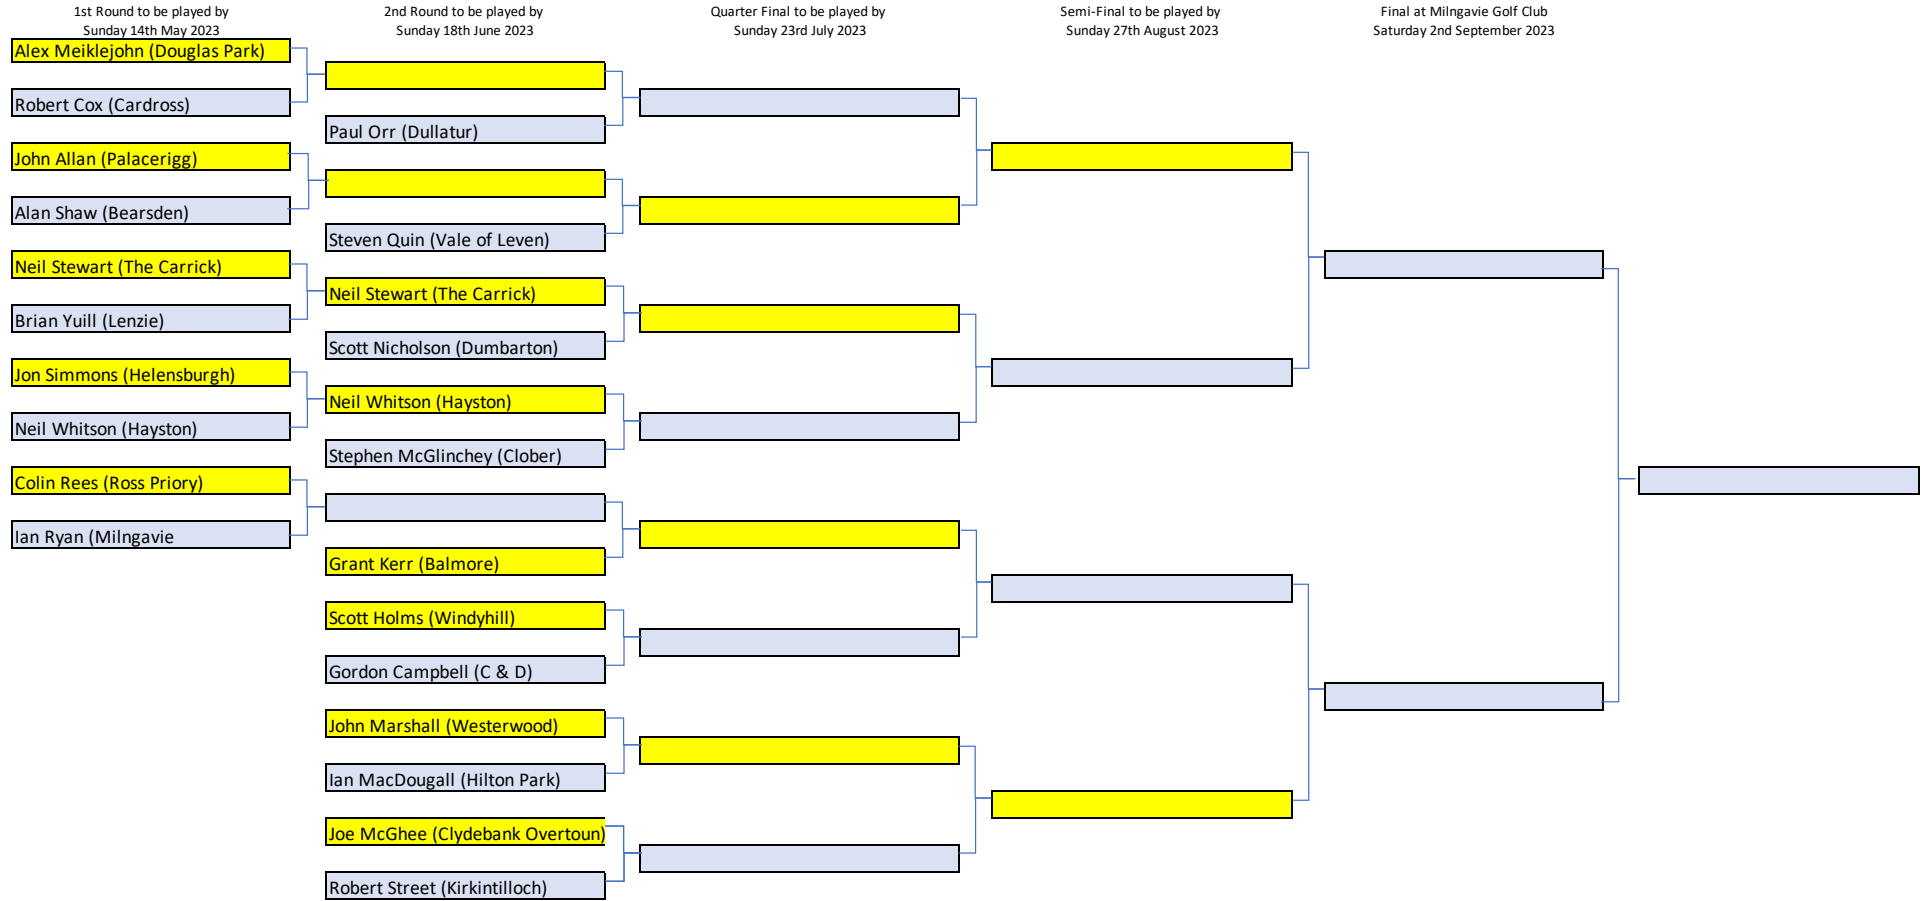 1st Round to be played by
Sunday 14th May 2023
2nd Round to be played by
Sunday 18th June 2023
Quarter Final to be played by
Sunday 23rd July 2023
Semi-Final to be played by
Sunday 27th August 2023
Final at Milngavie Golf Club
Saturday 2nd September 2023
Alex Meiklejohn (Douglas Park)
Robert Cox (Cardross)
John Allan (Palacerigg)
Alan Shaw (Bearsden)
Neil Stewart (The Carrick)
Brian Yuill (Lenzie)
Jon Simmons (Helensburgh)
Neil Whitson (Hayston)
Colin Rees (Ross Priory)
Ian Ryan (Milngavie
Paul Orr (Dullatur)
Steven Quin (Vale of Leven)
Neil Stewart (The Carrick)
Scott Nicholson (Dumbarton)
Neil Whitson (Hayston)
Stephen McGlinchey (Clober)
Grant Kerr (Balmore)
Scott Holms (Windyhill)
Gordon Campbell (C & D)
John Marshall (Westerwood)
Ian MacDougall (Hilton Park)
Joe McGhee (Clydebank Overtoun)
Robert Street (Kirkintilloch)